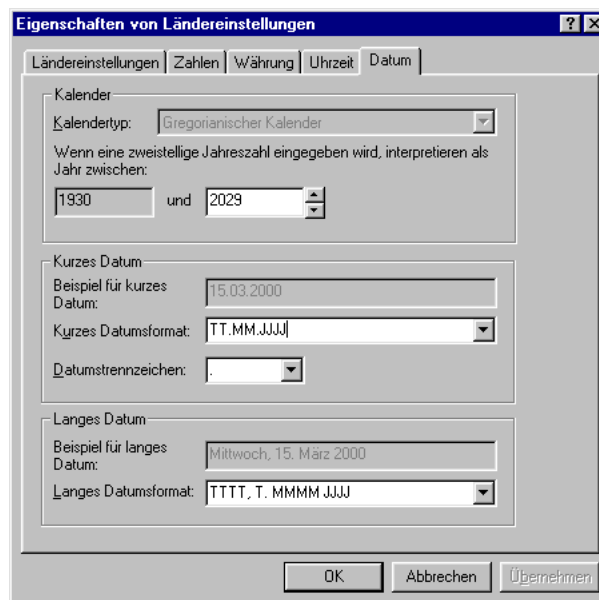 Eigenschaften von Ländereinstellungen
Ländereinstellungen Zahlen Währung Uhrzeit Datum
Kalender
Kalendertyp: Gregorianischer Kalender
Wenn eine zweistellige Jahreszahl eingegeben wird, interpretieren als
Jahr zwischen:
1930 und 2029
Kurzes Datum
Beispiel für kurzes
Datum: 15.03.2000
Kurzes Datumsformat: TT.MM.JJJJ
Datumstrennzeichen: .
Langes Datum
Beispiel für langes
Datum: Mittwoch, 15. März 2000
Langes Datumsformat: TTTT, T. MMMM JJJJ
OK Abbrechen Übernehmen